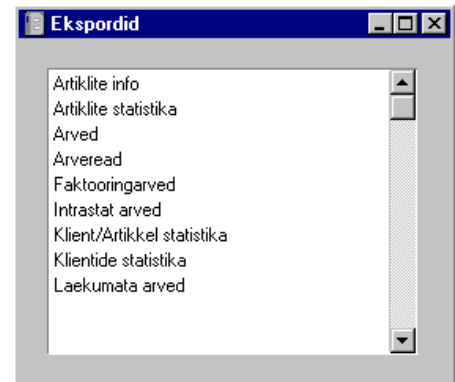 Ekspordid
Artiklite info
Artiklite statistika
Arved
Arveread
Faktooringarved
Intrastat arved
Klient/Artikkel statistika
Klientide statistika
Laekumata arved